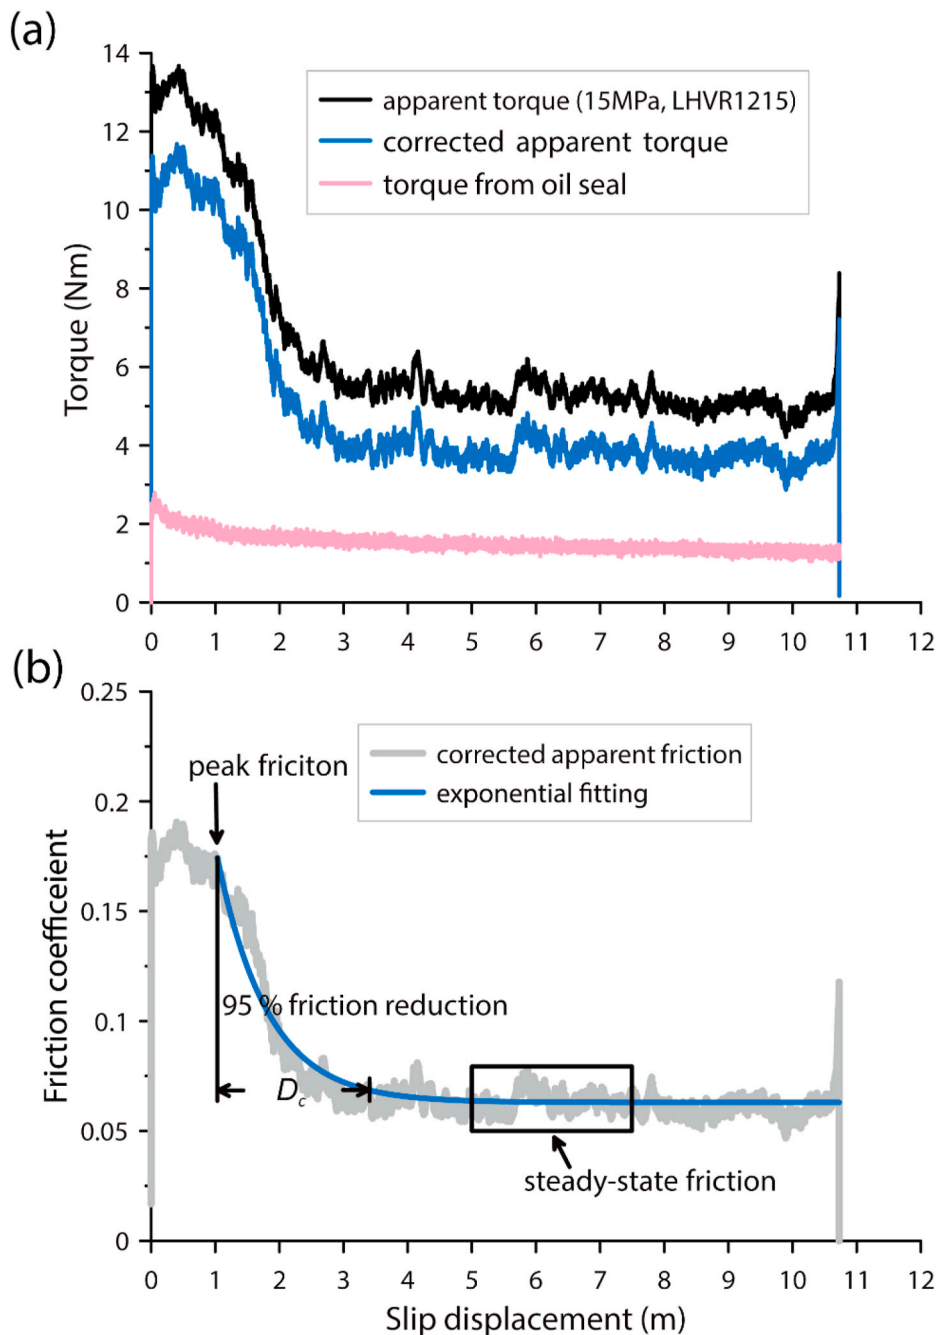 (a)
14
12
10
8
6
4
2
0
Torque (Nm)
apparent torque (15MPa, LHVR1215)
corrected apparent torque
torque from oil seal
0 1 2 3 4 5 6 7 8 9 10 11 12
(b)
0.25
0.2
0.15
0.1
0.05
0
Friction coefficeient
corrected apparent friction
exponential fitting
peak friciton
95 % friction reduction
Dc
steady-state friction
0 1 2 3 4 5 6 7 8 9 10 11 12
Slip displacement (m)